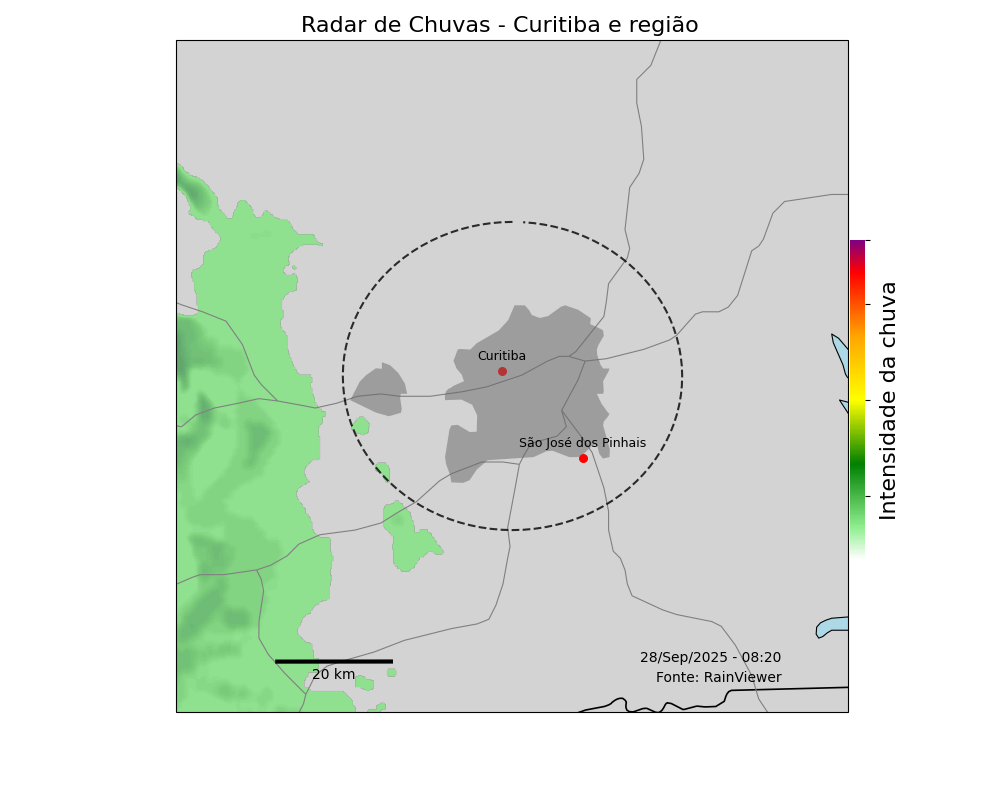 Radar de Chuvas - Curitiba e região
Curitiba
São José dos Pinhais
Intensidade da chuva
20 km
28/Sep/2025 - 08:20
Fonte: RainViewer